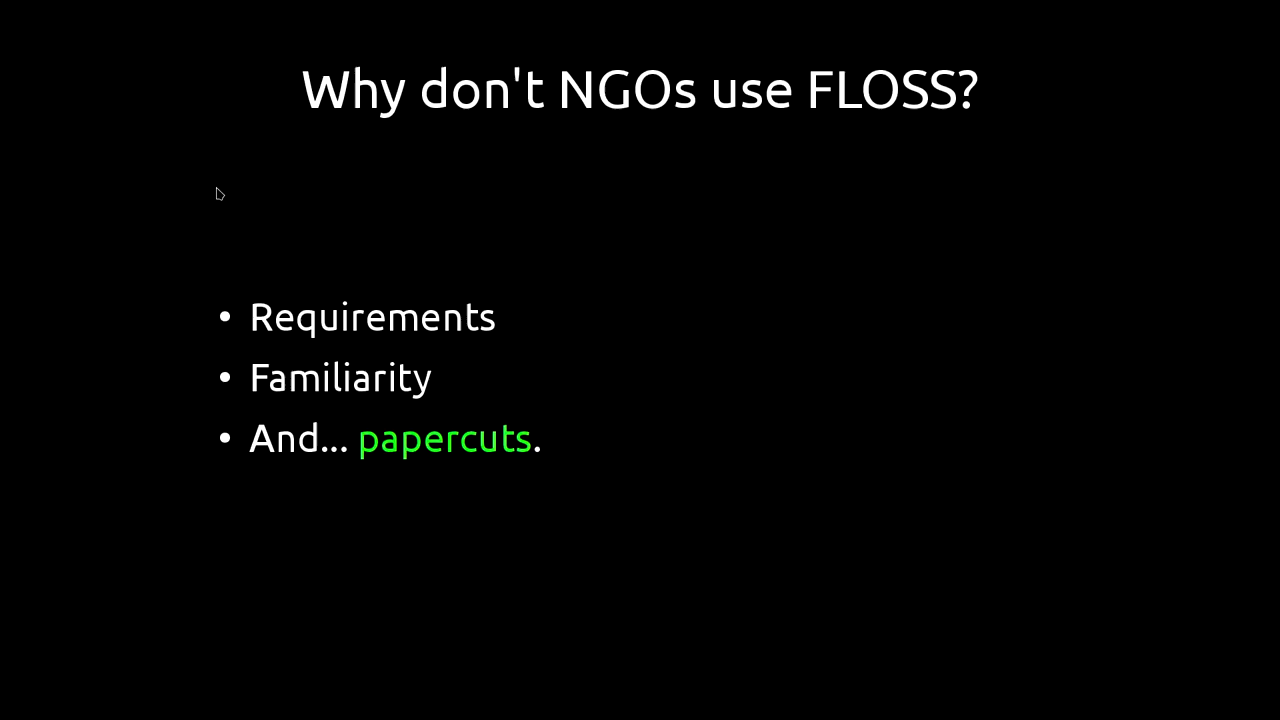 Why don't NGOs use FLOSS?
• Requirements
• Familiarity
• And... papercuts.